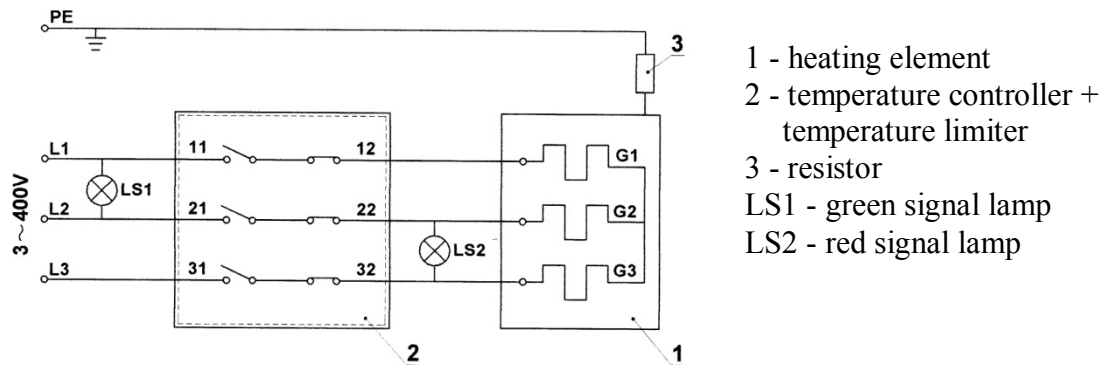 PE
3
L1
11
12
G1
LS1
L2
21
22
G2
LS2
L3
31
32
G3
3~400V
2
1
1 - heating element
2 - temperature controller +
temperature limiter
3 - resistor
LS1 - green signal lamp
LS2 - red signal lamp